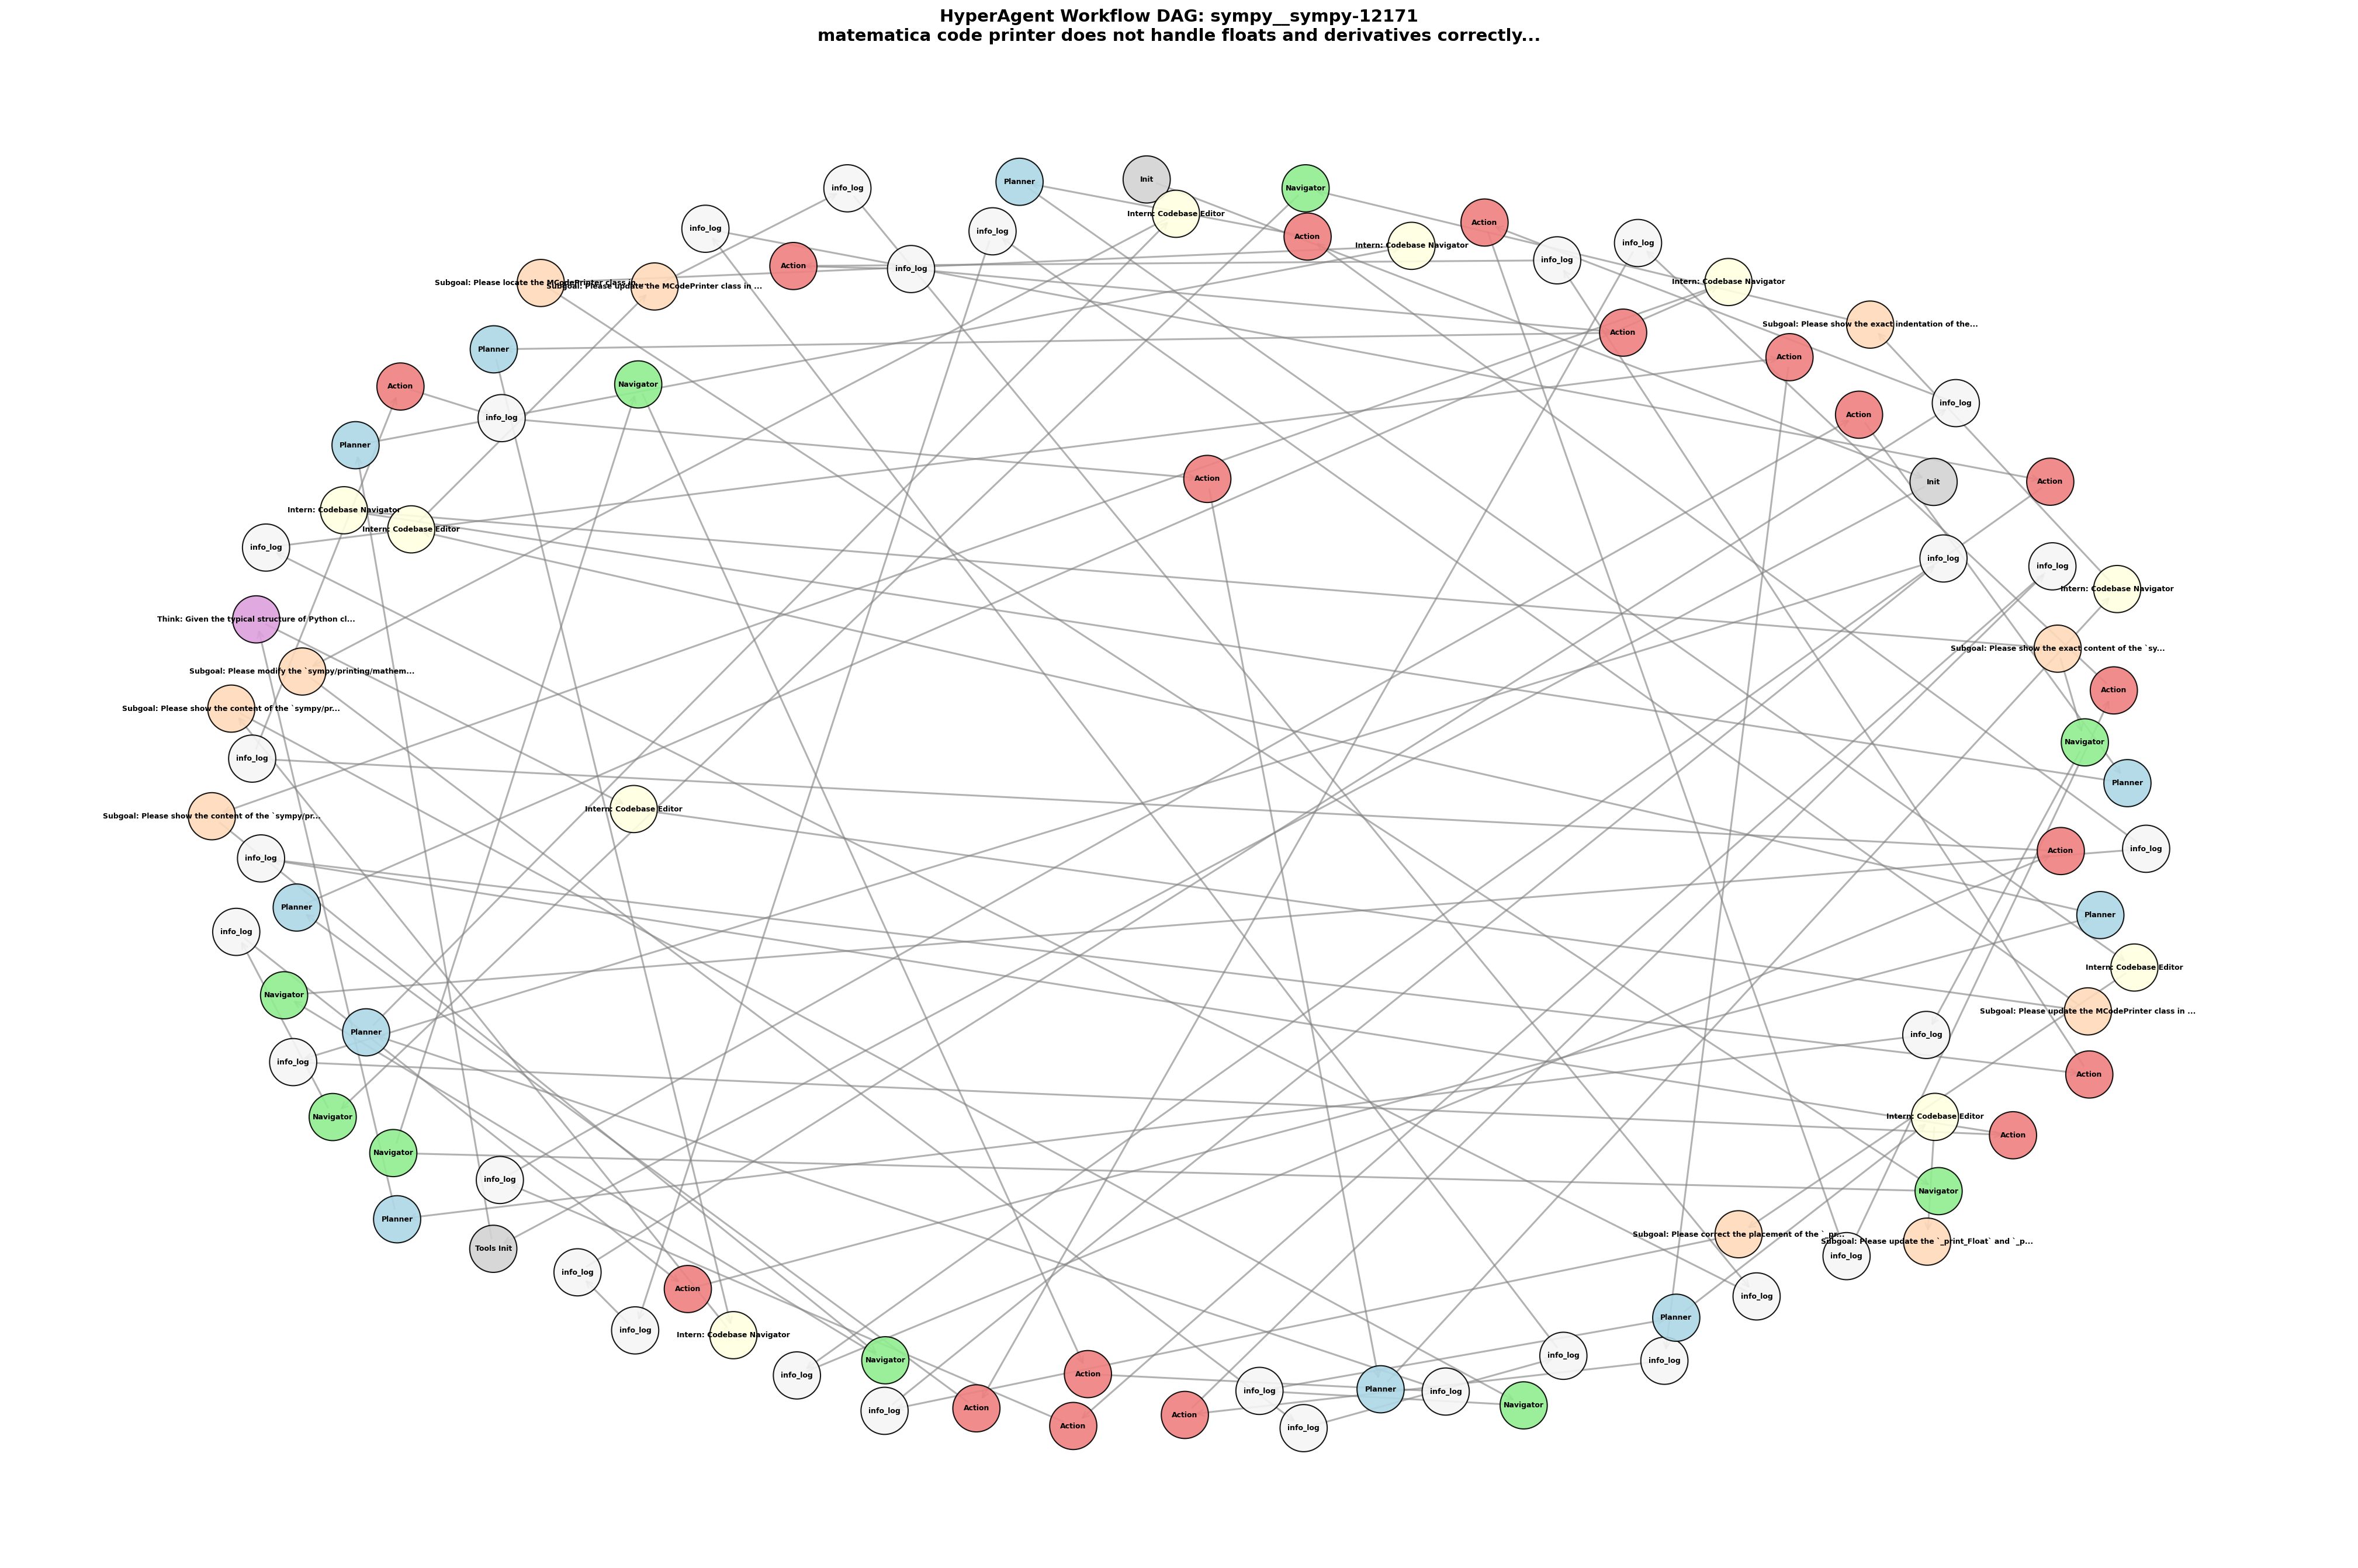 HyperAgent Workflow DAG: sympy__sympy-12171
matematica code printer does not handle floats and derivatives correctly...
Init
Planner
info_log
Navigator
Intern: Codebase Editor
Action
info_log
info_log
Action
Action
info_log
Intern: Codebase Navigator
info_log
Action
info_log
Intern: Codebase Navigator
Subgoal: Please locate the MCodePrinter class in ...
Subgoal: Please update the MCodePrinter class in ...
Subgoal: Please show the exact indentation of the...
Action
Planner
Action
Navigator
Action
info_log
Action
info_log
Planner
Action
Action
Init
Intern: Codebase Navigator
Intern: Codebase Editor
info_log
info_log
info_log
Intern: Codebase Navigator
Think: Given the typical structure of Python cl...
Subgoal: Please show the exact content of the `sy...
Subgoal: Please modify the `sympy/printing/mathem...
Action
Subgoal: Please show the content of the `sympy/pr...
Navigator
info_log
Planner
Intern: Codebase Editor
Subgoal: Please show the content of the `sympy/pr...
info_log
Action
info_log
Planner
Planner
info_log
Intern: Codebase Editor
Navigator
Subgoal: Please update the MCodePrinter class in ...
Planner
info_log
info_log
Action
Navigator
Intern: Codebase Editor
Action
Navigator
info_log
Navigator
Planner
Subgoal: Please correct the placement of the `_pr...
Subgoal: Please update the `_print_Float` and `_p...
Tools Init
info_log
info_log
Action
info_log
Planner
info_log
Intern: Codebase Navigator
info_log
Navigator
info_log
info_log
Action
Planner
info_log
info_log
Navigator
info_log
Action
Action
Action
info_log